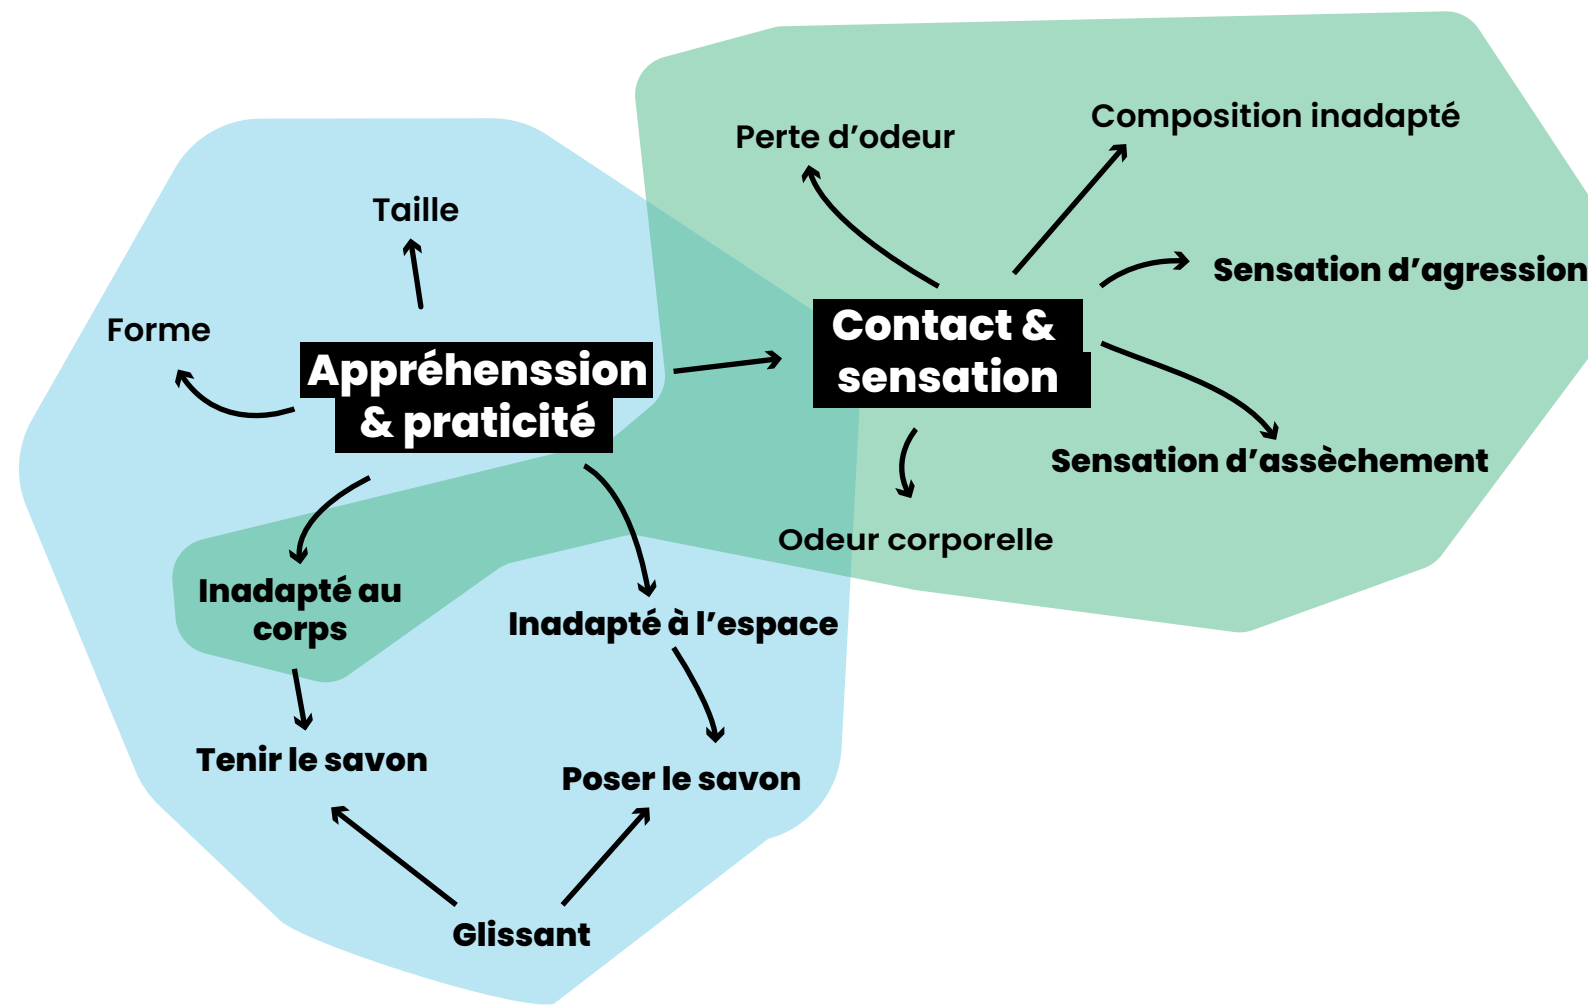 Perte d’odeur
Composition inadapté
Taille
Sensation d’agression
Forme
Contact &
sensation
Appréhenssion
& praticité
Sensation d’assèchement
Odeur corporelle
Inadapté au
corps
Inadapté à l’espace
Tenir le savon
Poser le savon
Glissant